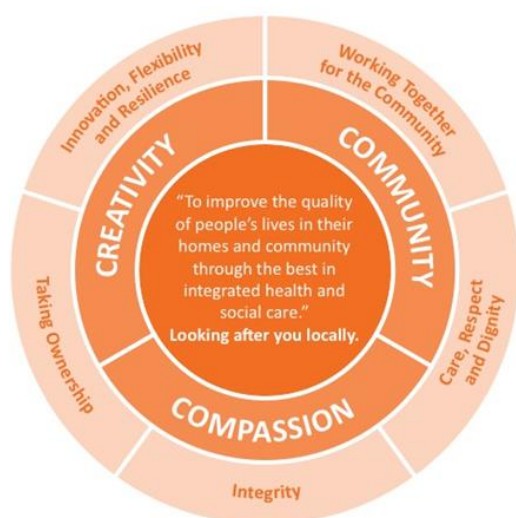 Innovation, Flexibility
and Resilience
Working Together
for the Community
CREATIVITY
COMMUNITY
“To improve the quality
of people’s lives in their
homes and community
through the best in
integrated health and
social care.”
Looking after you locally.
Taking Ownership
Care, Respect
and Dignity
COMPASSION
Integrity